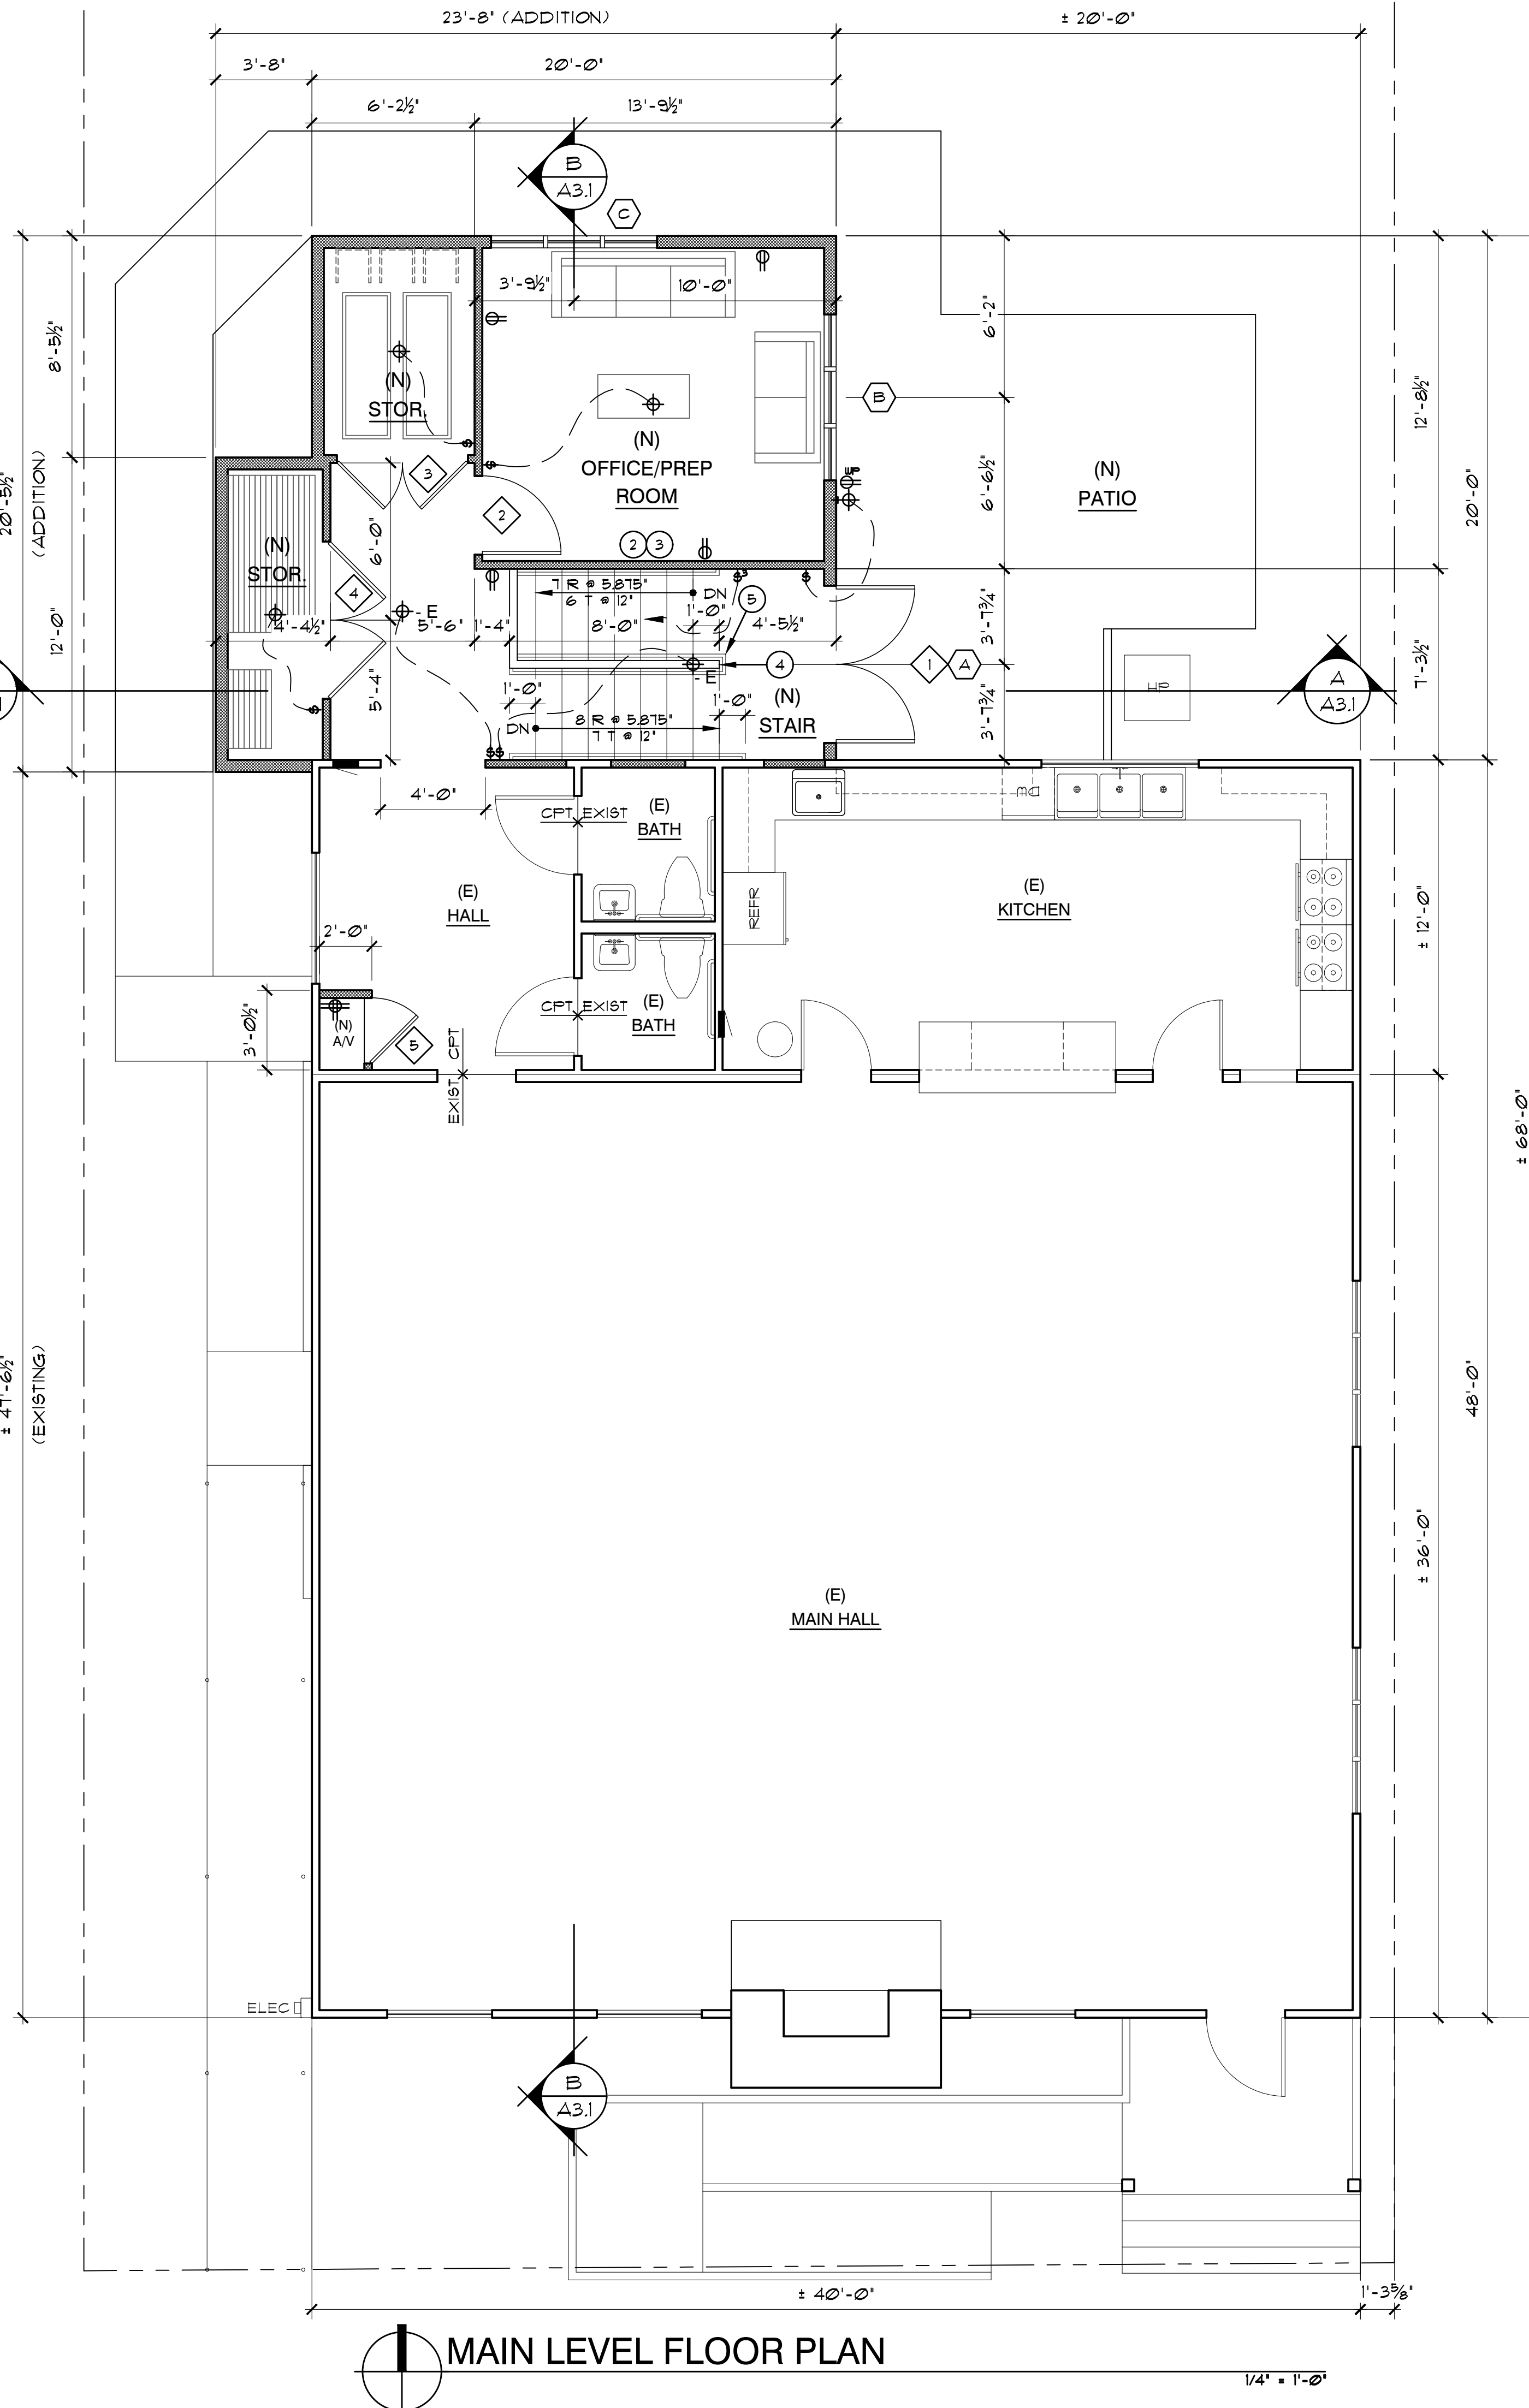 23'-8" (ADDITION)
± 20'-0"
3'-8"
20'-0"
6'-2½"
13'-9½"
B
A3.1
C
3'-9½"
10'-0"
(N)
STOR.
3
(N)
OFFICE/PREP
ROOM
2
2 3
B
6'-2"
6'-6½"
(N)
PATIO
8'-5½"
20'-5½"
(ADDITION)
12'-0"
12'-8½"
20'-0"
(N)
STOR.
4
6'-0"
- E
4'-4½"
5'-6"
1'-4"
8'-0"
1'-0"
4'-5½"
7 R @ 5.875"
6 T @ 12"
DN
5
4
1
A
3'-7¾"
3'-7¾"
7'-3½"
HP
A
A3.1
5'-4"
- E
1'-0"
1'-0"
DN
8 R @ 5.875"
7 T @ 12"
(N)
STAIR
4'-0"
CPT EXIST
(E)
BATH
DW
(E)
HALL
REFR
(E)
KITCHEN
± 12'-0"
2'-0"
3'-0½"
(N)
A/V
5
CPT EXIST
(E)
BATH
EXIST CPT
± 68'-0"
± 47'-6½"
(EXISTING)
48'-0"
± 36'-0"
(E)
MAIN HALL
ELEC
B
A3.1
± 40'-0"
1'-3⅝"
MAIN LEVEL FLOOR PLAN
1/4" = 1'-0"